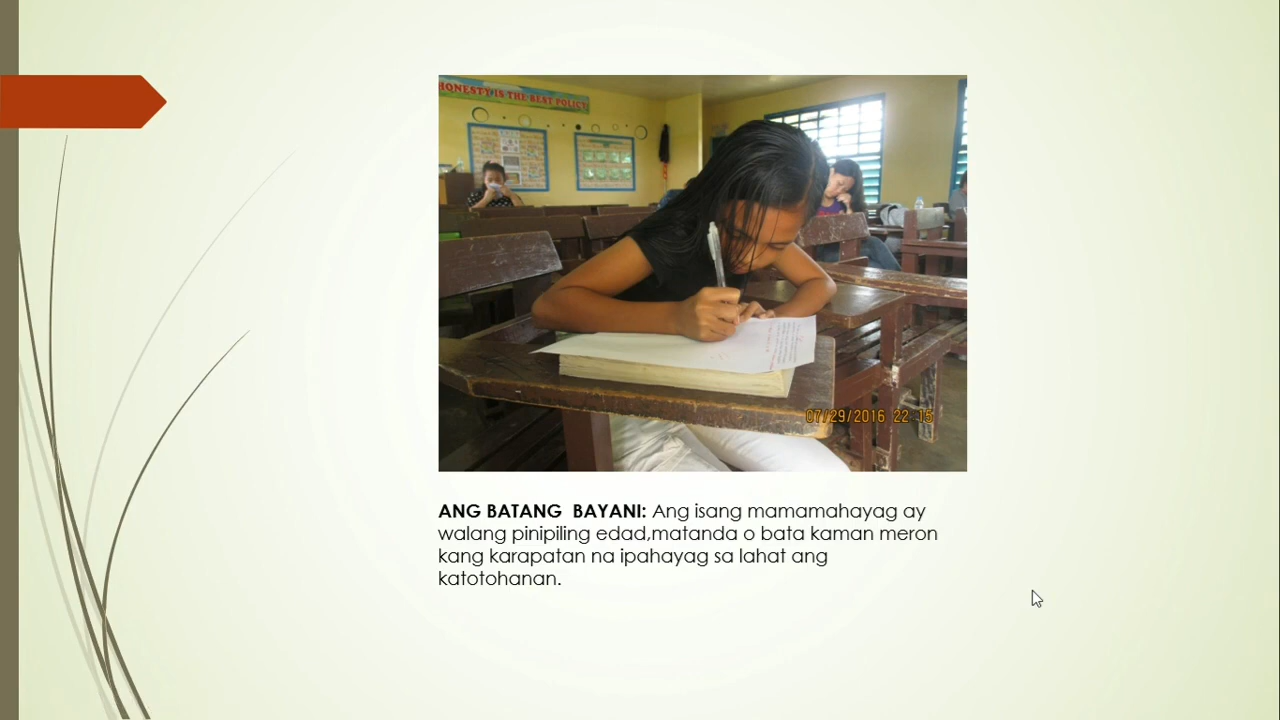 HONESTY IS THE BEST POLICY
07/29/2016 22:15
ANG BATANG  BAYANI: Ang isang mamamahayag ay
walang pinipiling edad,matanda o bata kaman meron
kang karapatan na ipahayag sa lahat ang
katotohanan.